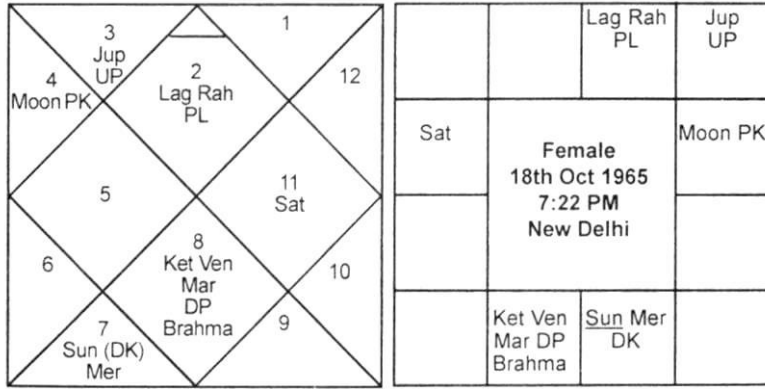 3
Jup
UP
1
4
Moon PK
2
Lag Rah
PL
12
5
11
Sat
6
8
Ket Ven
Mar
DP
Brahma
10
7
Sun (DK)
Mer
9
Lag Rah
PL
Jup
UP
Sat
Female
18th Oct 1965
7:22 PM
New Delhi
Moon PK
Ket Ven
Mar DP
Brahma
Sun Mer
DK